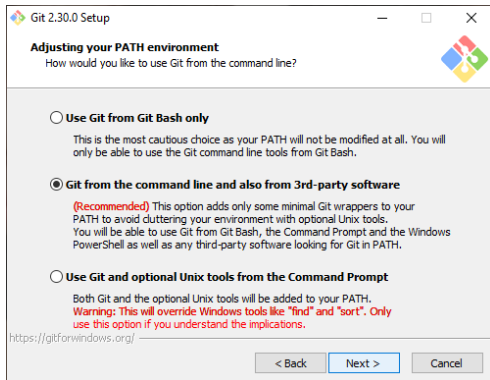 Git 2.30.0 Setup
Adjusting your PATH environment
How would you like to use Git from the command line?
Use Git from Git Bash only
This is the most cautious choice as your PATH will not be modified at all. You will
only be able to use the Git command line tools from Git Bash.
Git from the command line and also from 3rd-party software
(Recommended) This option adds only some minimal Git wrappers to your
PATH to avoid cluttering your environment with optional Unix tools.
You will be able to use Git from Git Bash, the Command Prompt and the Windows
PowerShell as well as any third-party software looking for Git in PATH.
Use Git and optional Unix tools from the Command Prompt
Both Git and the optional Unix tools will be added to your PATH.
Warning: This will override Windows tools like "find" and "sort". Only
use this option if you understand the implications.
https://gitforwindows.org/
< Back
Next >
Cancel